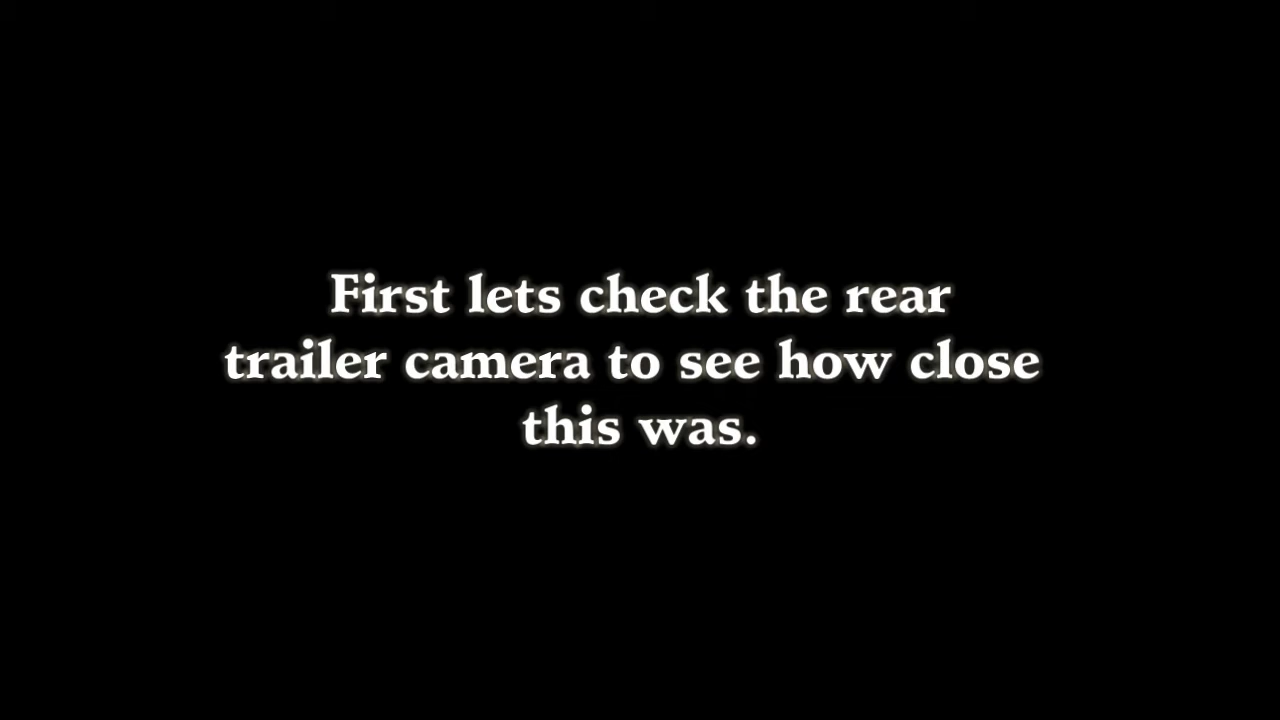 First lets check the rear
trailer camera to see how close
this was.